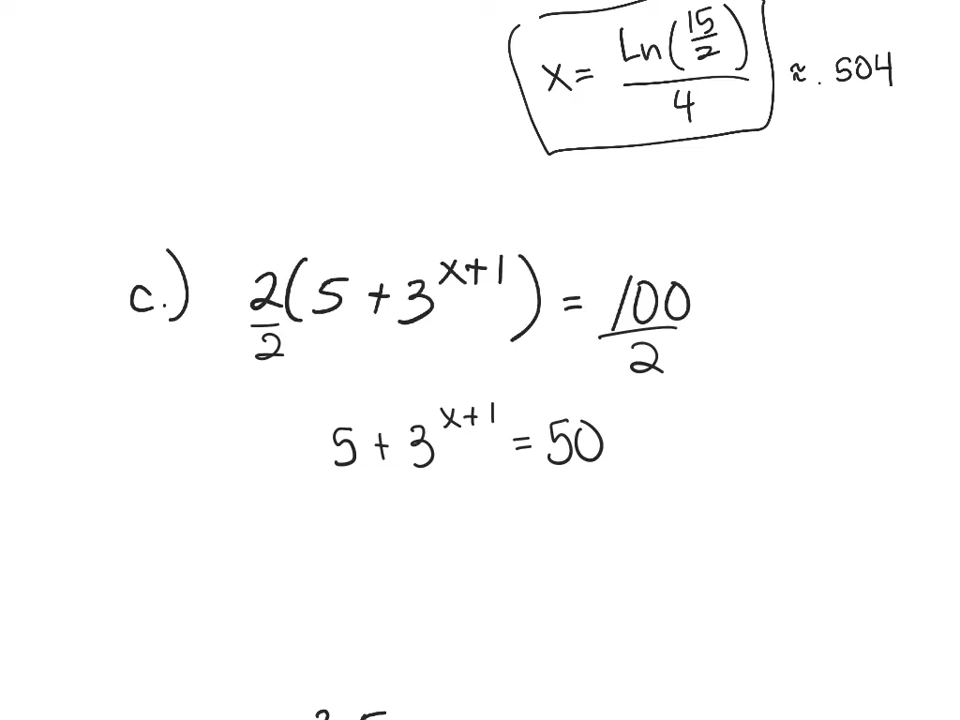 x = Ln(15/2)/4 ≈ .504
c.) 2(5 + 3^(x+1))/2 = 100/2
5 + 3^(x+1) = 50